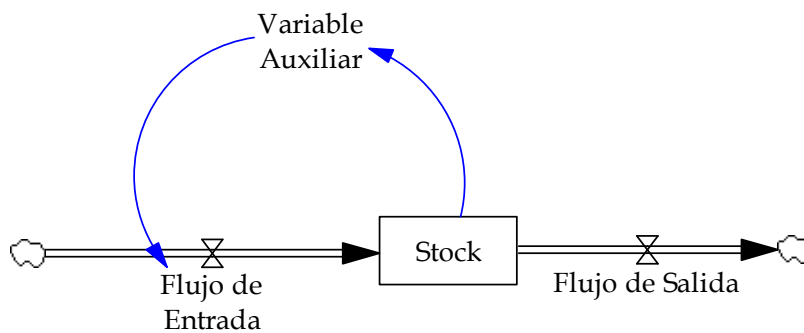 Variable
Auxiliar
Stock
Flujo de
Entrada
Flujo de Salida